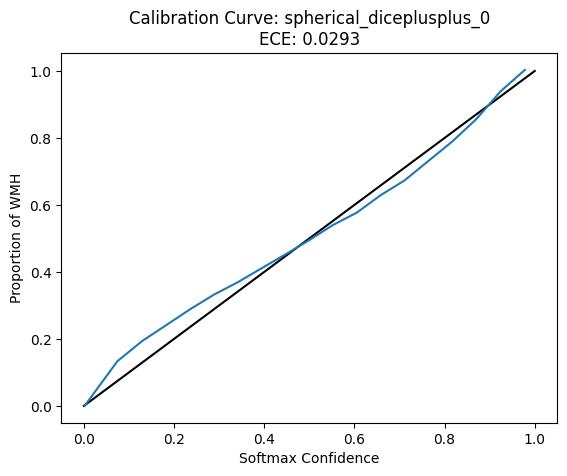 Calibration Curve: spherical_diceplusplus_0
ECE: 0.0293
1.0
0.8
0.6
0.4
0.2
0.0
Proportion of WMH
0.0 0.2 0.4 0.6 0.8 1.0
Softmax Confidence